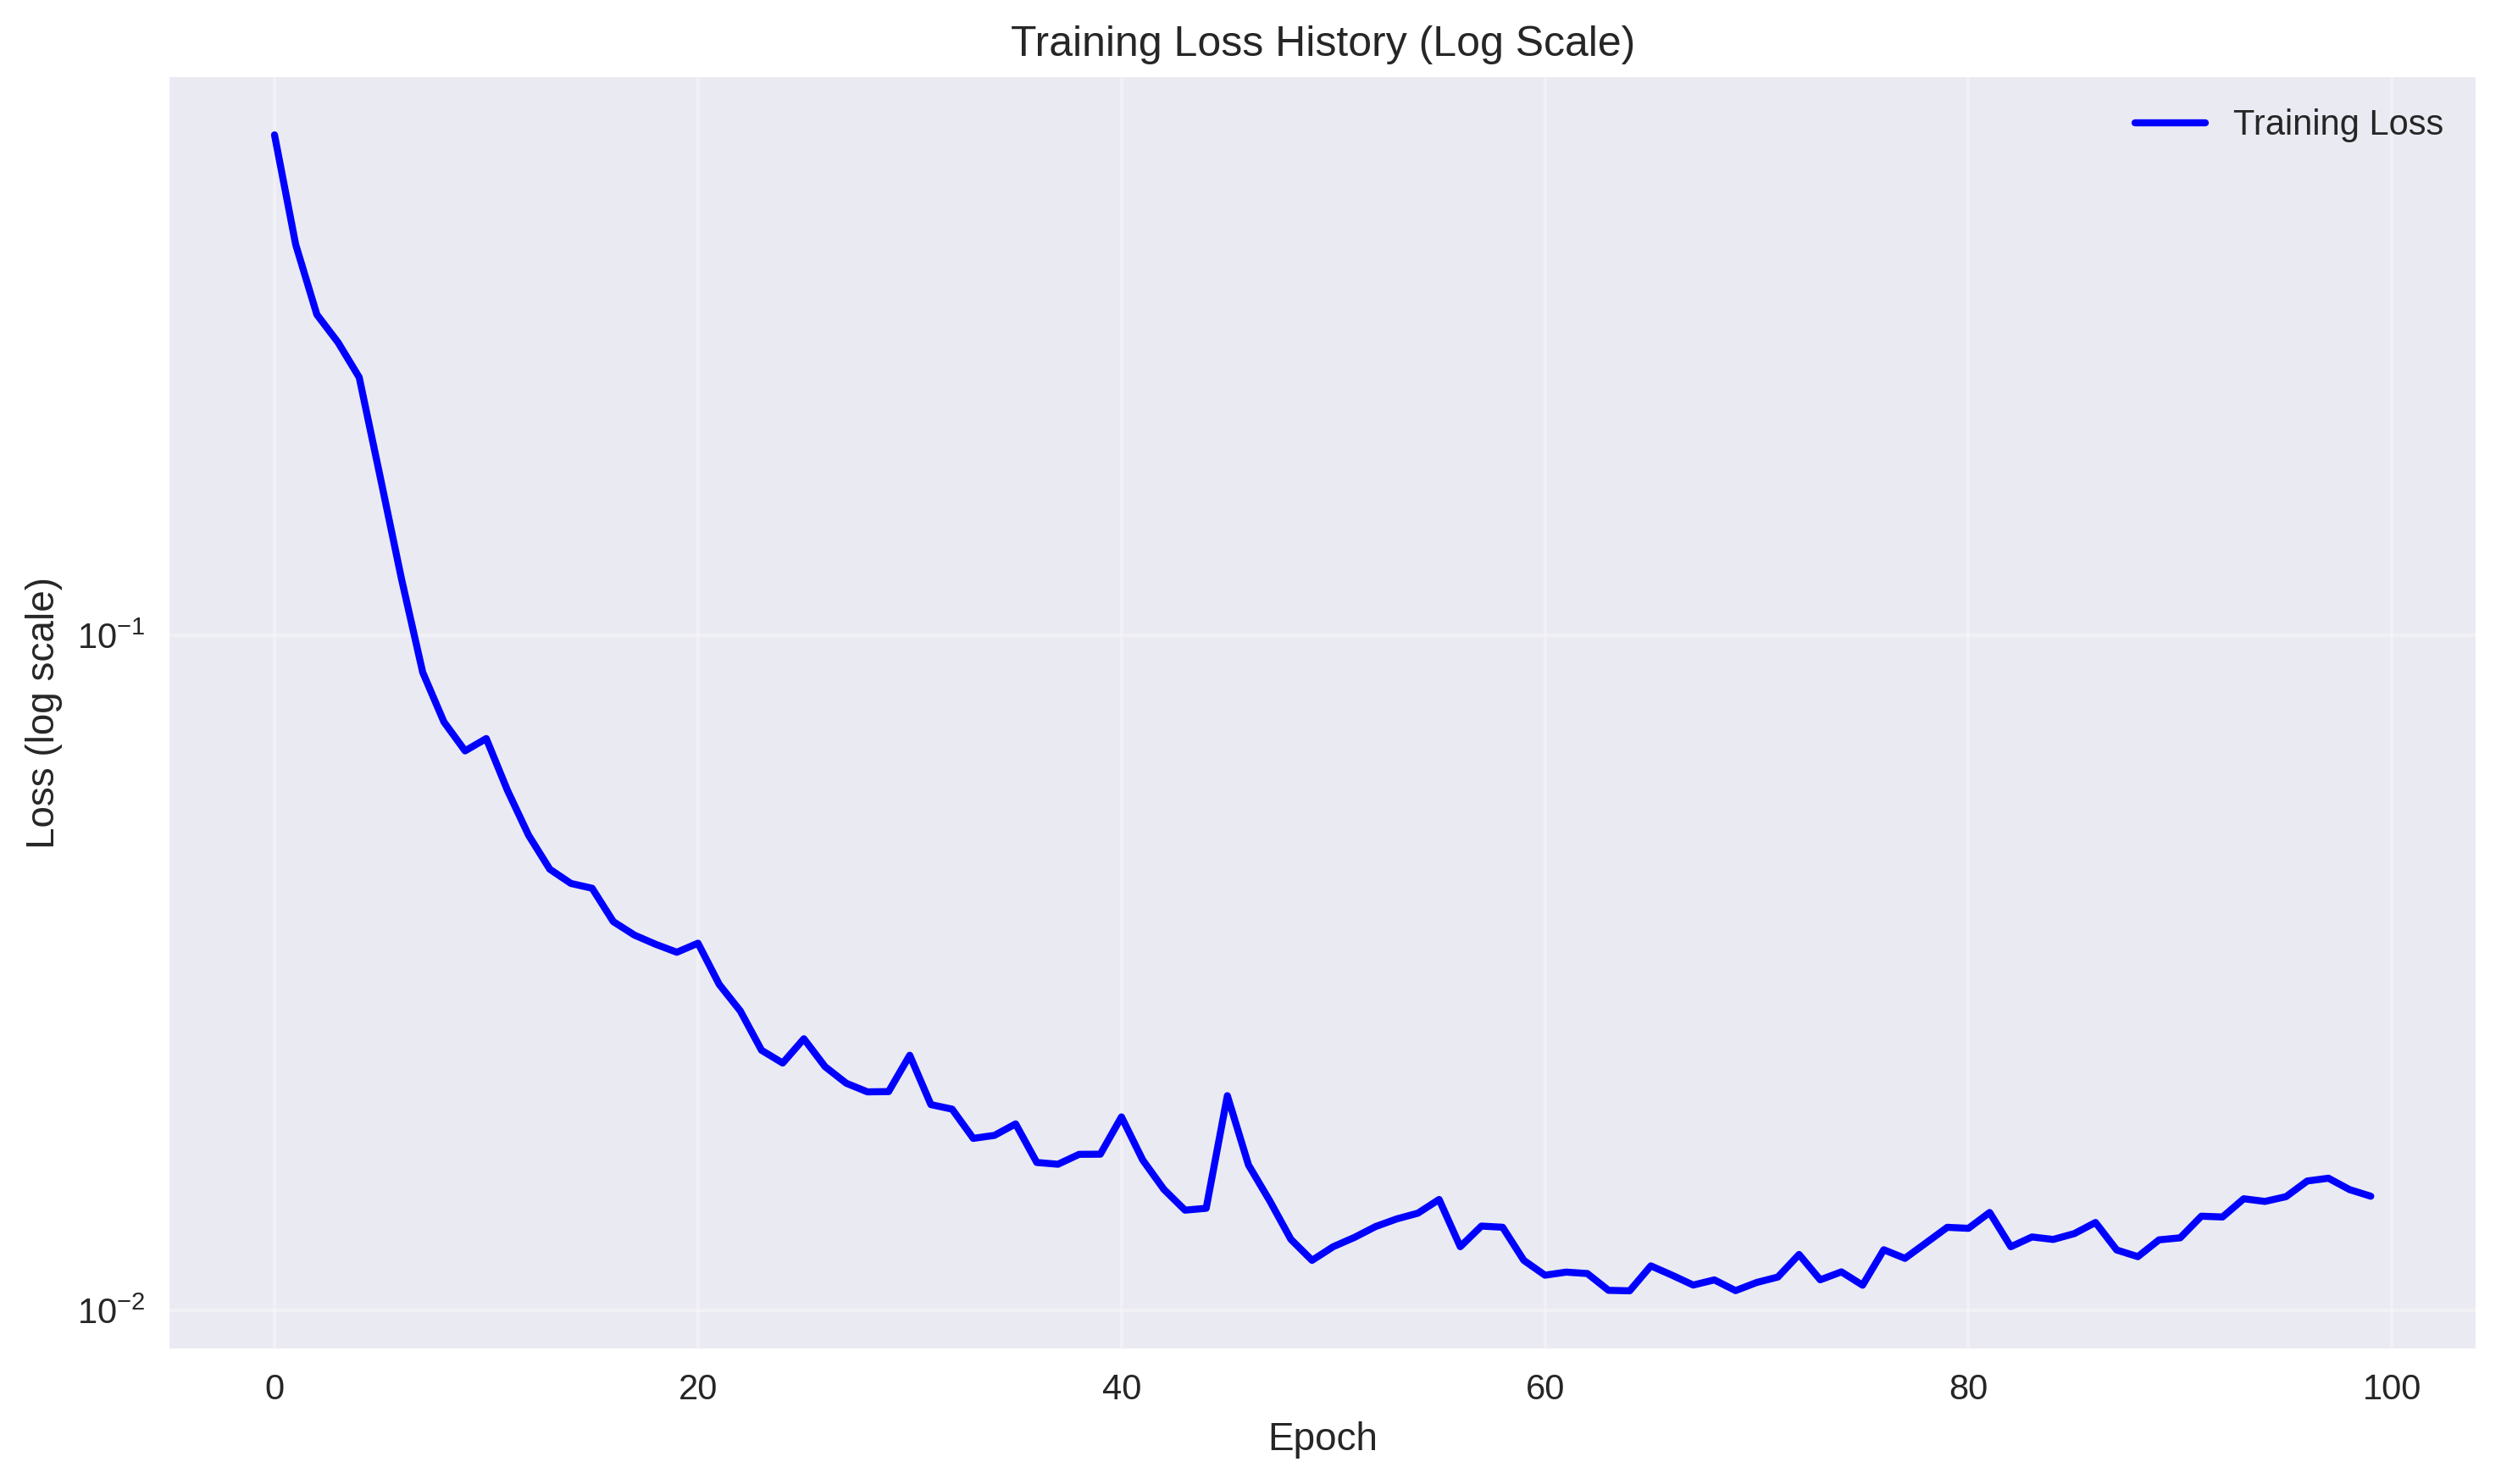 Training Loss History (Log Scale)
Training Loss
Loss (log scale)
10⁻¹
10⁻²
0 20 40 60 80 100
Epoch